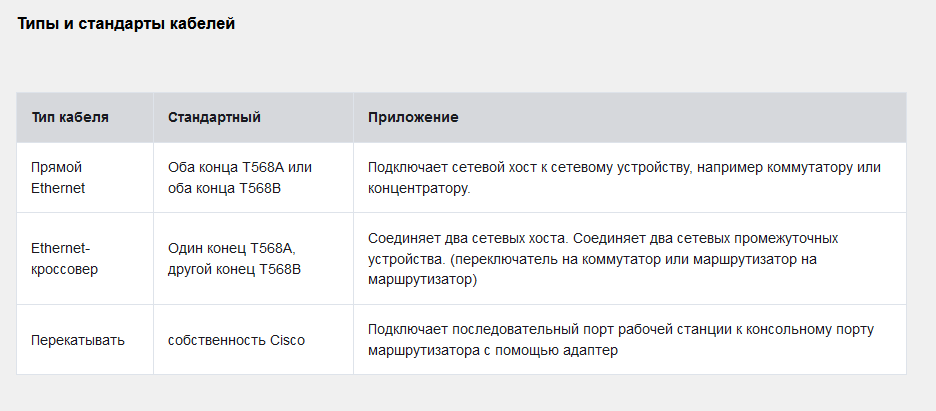 Типы и стандарты кабелей
Тип кабеля
Стандартный
Приложение
Прямой
Ethernet
Оба конца T568A или
оба конца T568B
Подключает сетевой хост к сетевому устройству, например коммутатору или
концентратору.
Ethernet-
кроссовер
Один конец T568A,
другой конец T568B
Соединяет два сетевых хоста. Соединяет два сетевых промежуточных
устройства. (переключатель на коммутатор или маршрутизатор на
маршрутизатор)
Перекатывать
собственность Cisco
Подключает последовательный порт рабочей станции к консольному порту
маршрутизатора с помощью адаптер